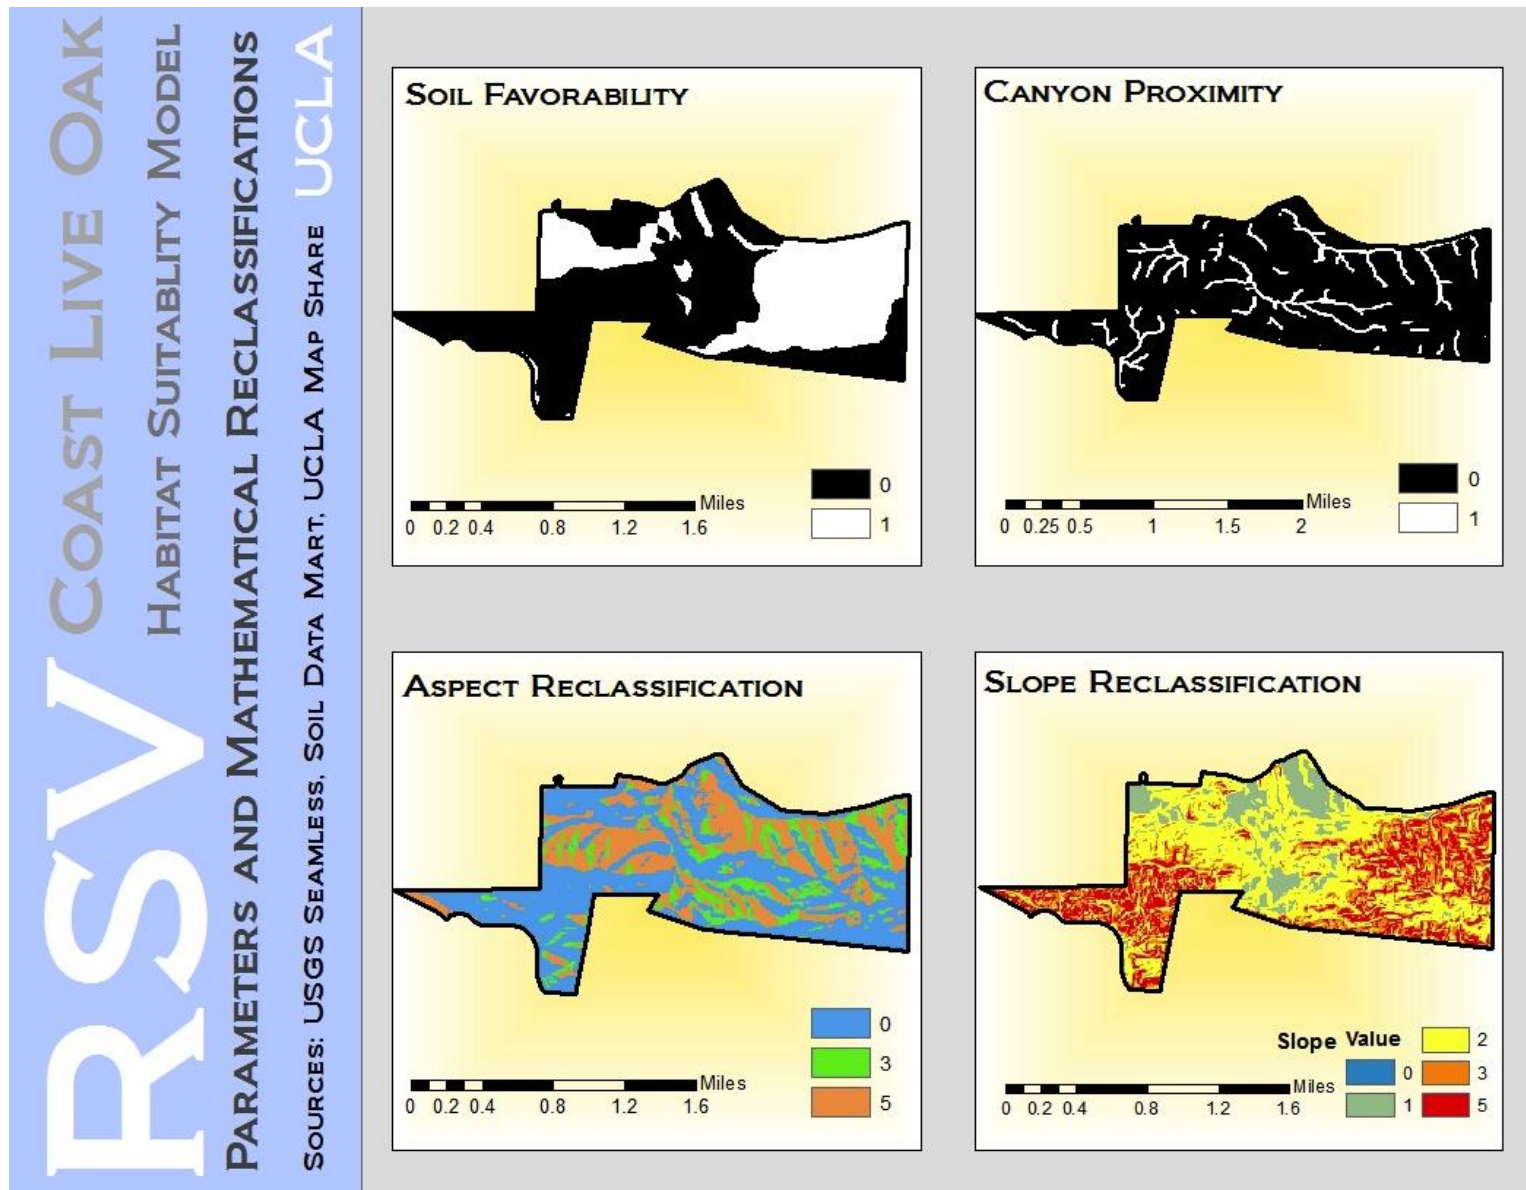 RSV
COAST LIVE OAK
HABITAT SUITABLITY MODEL
PARAMETERS AND MATHEMATICAL RECLASSIFICATIONS
SOURCES: USGS SEAMLESS, SOIL DATA MART, UCLA MAP SHARE
UCLA
SOIL FAVORABILITY
0
1
Miles
0 0.2 0.4 0.8 1.2 1.6
CANYON PROXIMITY
0
1
Miles
0 0.25 0.5 1 1.5 2
ASPECT RECLASSIFICATION
0
3
5
Miles
0 0.2 0.4 0.8 1.2 1.6
SLOPE RECLASSIFICATION
Slope Value
0
1
2
3
5
Miles
0 0.2 0.4 0.8 1.2 1.6